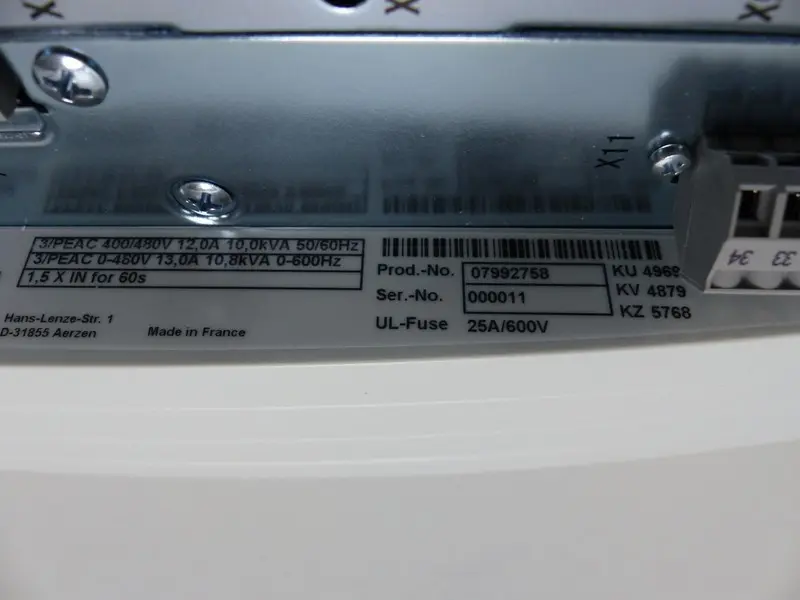 X
X
X
X11
34
33
3/PEAC 400/480V 12,0A 10,0kVA 50/60Hz
3/PEAC 0-480V 13,0A 10,8kVA 0-600Hz
1,5 X IN for 60s
Hans-Lenze-Str. 1
D-31855 Aerzen
Made in France
Prod.-No. 07992758
Ser.-No. 000011
UL-Fuse 25A/600V
KU 4969
KV 4879
KZ 5768